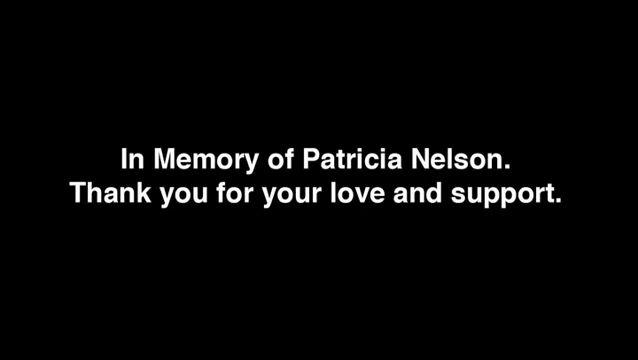 In Memory of Patricia Nelson.
Thank you for your love and support.